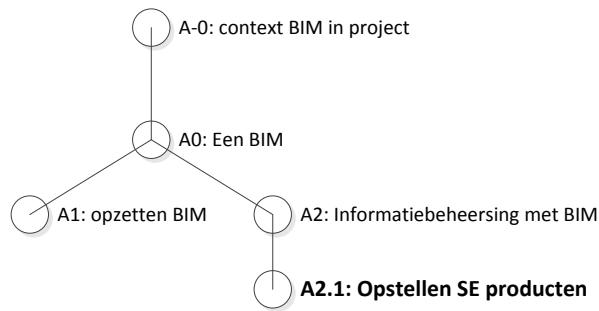 A-0: context BIM in project
A0: Een BIM
A1: opzetten BIM
A2: Informatiebeheersing met BIM
A2.1: Opstellen SE producten